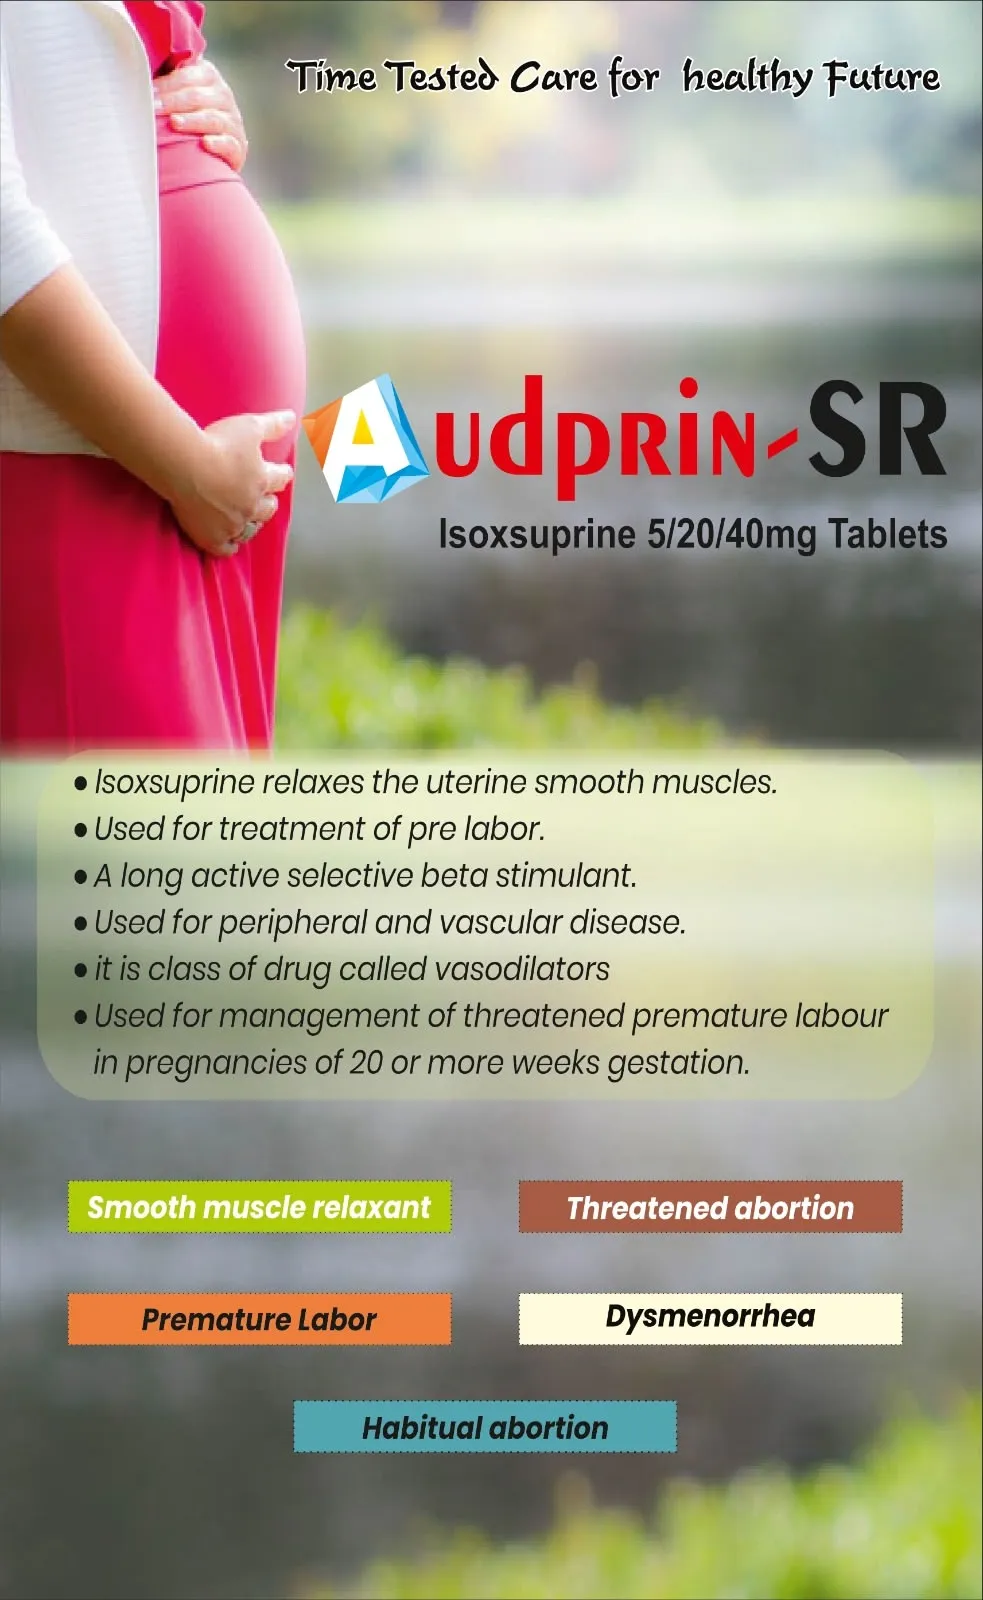 Time Tested Care for healthy Future
Audprin-SR
Isoxsuprine 5/20/40mg Tablets
• Isoxsuprine relaxes the uterine smooth muscles.
• Used for treatment of pre labor.
• A long active selective beta stimulant.
• Used for peripheral and vascular disease.
• it is class of drug called vasodilators
• Used for management of threatened premature labour
in pregnancies of 20 or more weeks gestation.
Smooth muscle relaxant
Threatened abortion
Premature Labor
Dysmenorrhea
Habitual abortion